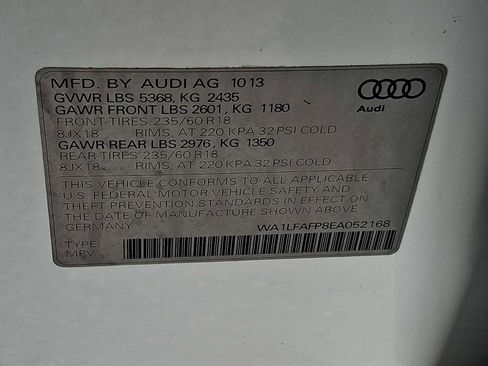 MFD. BY AUDI AG 10 13
GVWR LBS 5368, KG 2435
GAWR FRONT LBS 2601, KG 1180
FRONT-TIRES 235/60 R18
8JX18 RIMS, AT 220 KPA 32 PSI COLD
GAWR REAR LBS 2976, KG 1350
REAR-TIRES 235/60 R18
8JX18 RIMS, AT 220 KPA 32 PSI COLD
THIS VEHICLE CONFORMS TO ALL APPLICABLE
U.S. FEDERAL MOTOR VEHICLE SAFETY AND
THEFT PREVENTION STANDARDS IN EFFECT ON
THE DATE OF MANUFACTURE SHOWN ABOVE
GERMANY
WA1LFAFP8EA052168
TYPE
MPV
Audi